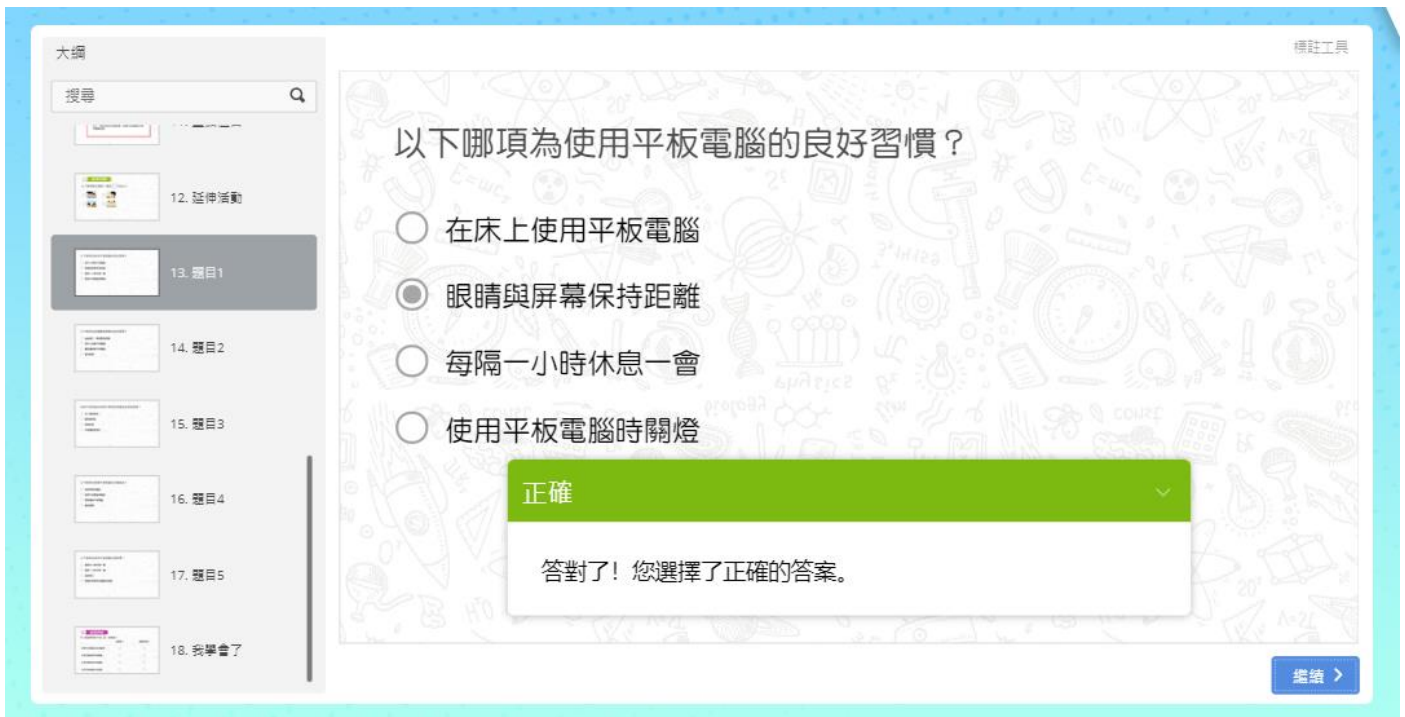 大綱
標註工具
搜尋
12. 延伸活動
13. 題目1
14. 題目2
15. 題目3
16. 題目4
17. 題目5
18. 我學會了
以下哪項為使用平板電腦的良好習慣？
在床上使用平板電腦
眼睛與屏幕保持距離
每隔一小時休息一會
使用平板電腦時關燈
正確
答對了！您選擇了正確的答案。
繼續